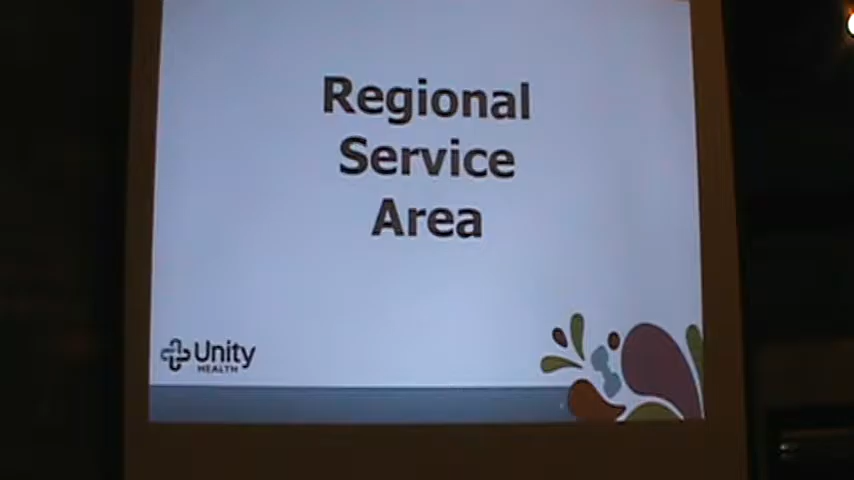 Regional
Service
Area
Unity
HEALTH